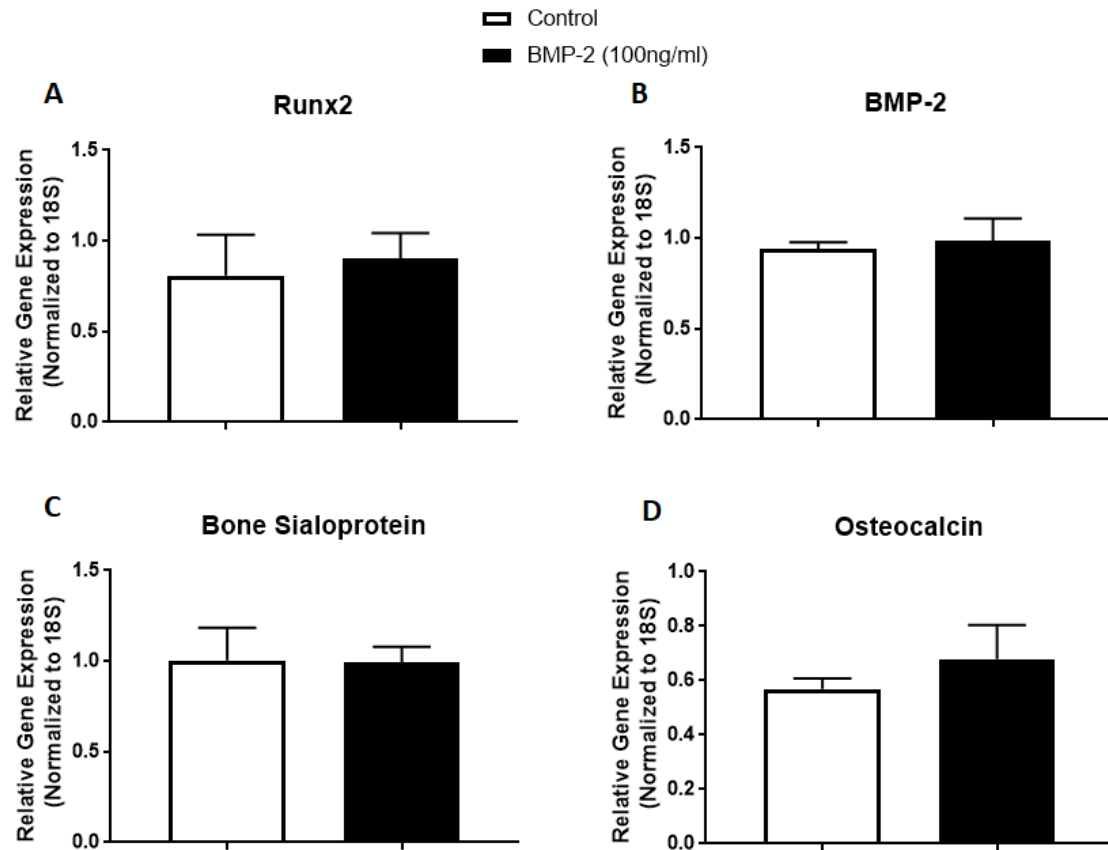 Control
BMP-2 (100ng/ml)
A
Runx2
Relative Gene Expression
(Normalized to 18S)
1.5
1.0
0.5
0.0
B
BMP-2
Relative Gene Expression
(Normalized to 18S)
1.5
1.0
0.5
0.0
C
Bone Sialoprotein
Relative Gene Expression
(Normalized to 18S)
1.5
1.0
0.5
0.0
D
Osteocalcin
Relative Gene Expression
(Normalized to 18S)
1.0
0.8
0.6
0.4
0.2
0.0